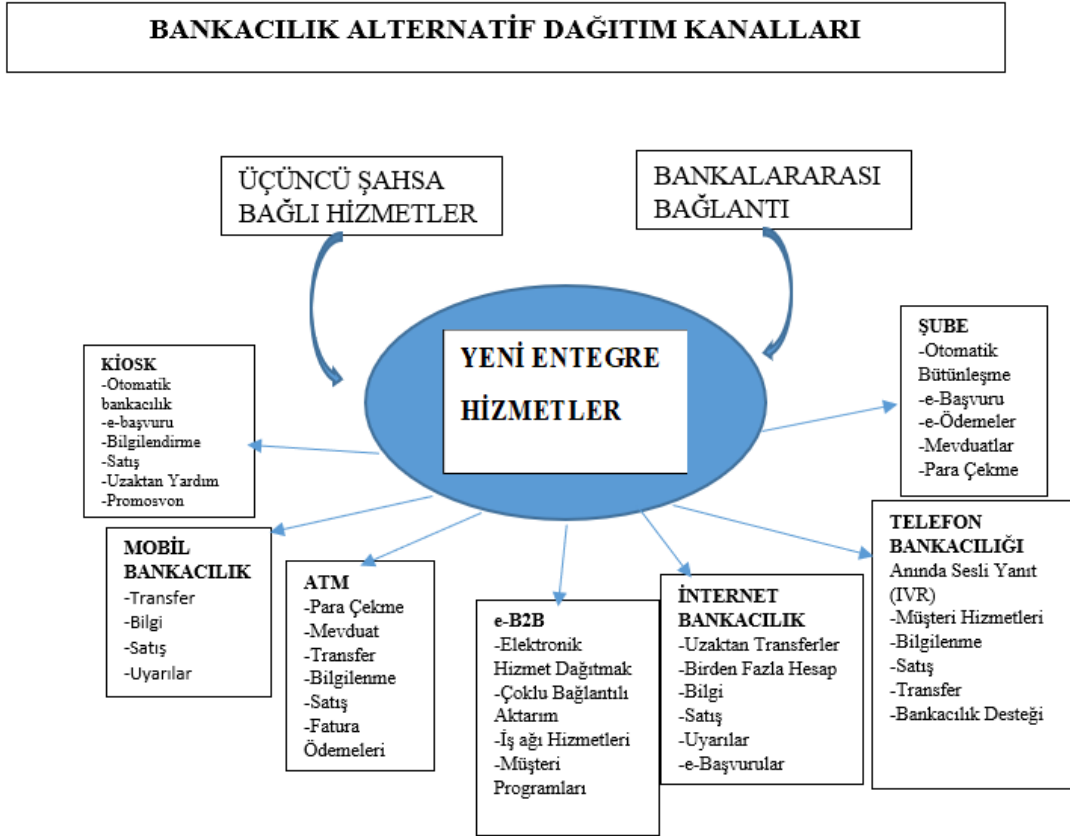 BANKACILIK ALTERNATİF DAĞITIM KANALLARI
ÜÇÜNCÜ ŞAHSA
BAĞLI HİZMETLER
BANKALARARASI
BAĞLANTI
YENİ ENTEGRE
HİZMETLER
KİOSK
-Otomatik
bankacılık
-e-başvuru
-Bilgilendirme
-Satış
-Uzaktan Yardım
-Promosvon
MOBİL
BANKACILIK
-Transfer
-Bilgi
-Satış
-Uyarılar
ATM
-Para Çekme
-Mevduat
-Transfer
-Bilgilenme
-Satış
-Fatura
Ödemeleri
e-B2B
-Elektronik
Hizmet Dağıtmak
-Çoklu Bağlantılı
Aktarım
-İş ağı Hizmetleri
-Müşteri
Programları
İNTERNET
BANKACILIK
-Uzaktan Transferler
-Birden Fazla Hesap
-Bilgi
-Satış
-Uyarılar
-e-Başvurular
TELEFON
BANKACILIĞI
Anında Sesli Yanıt
(IVR)
-Müşteri Hizmetleri
-Bilgilenme
-Satış
-Transfer
-Bankacılık Desteği
ŞUBE
-Otomatik
Bütünleşme
-e-Başvuru
-e-Ödemeler
-Mevduatlar
-Para Çekme